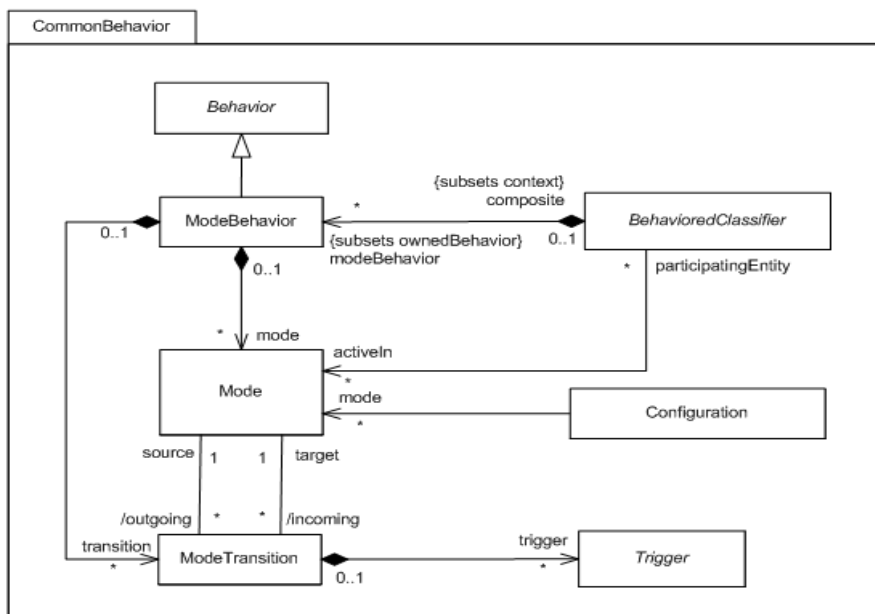 CommonBehavior
Behavior
{subsets context}
composite
*
ModeBehavior
BehavioredClassifier
0..1
{subsets ownedBehavior}
modeBehavior
0..1
0..1
*
participatingEntity
*
mode
activeIn
*
Mode
mode
*
Configuration
source
1
1
target
/outgoing
*
*
/incoming
transition
*
ModeTransition
0..1
trigger
*
Trigger